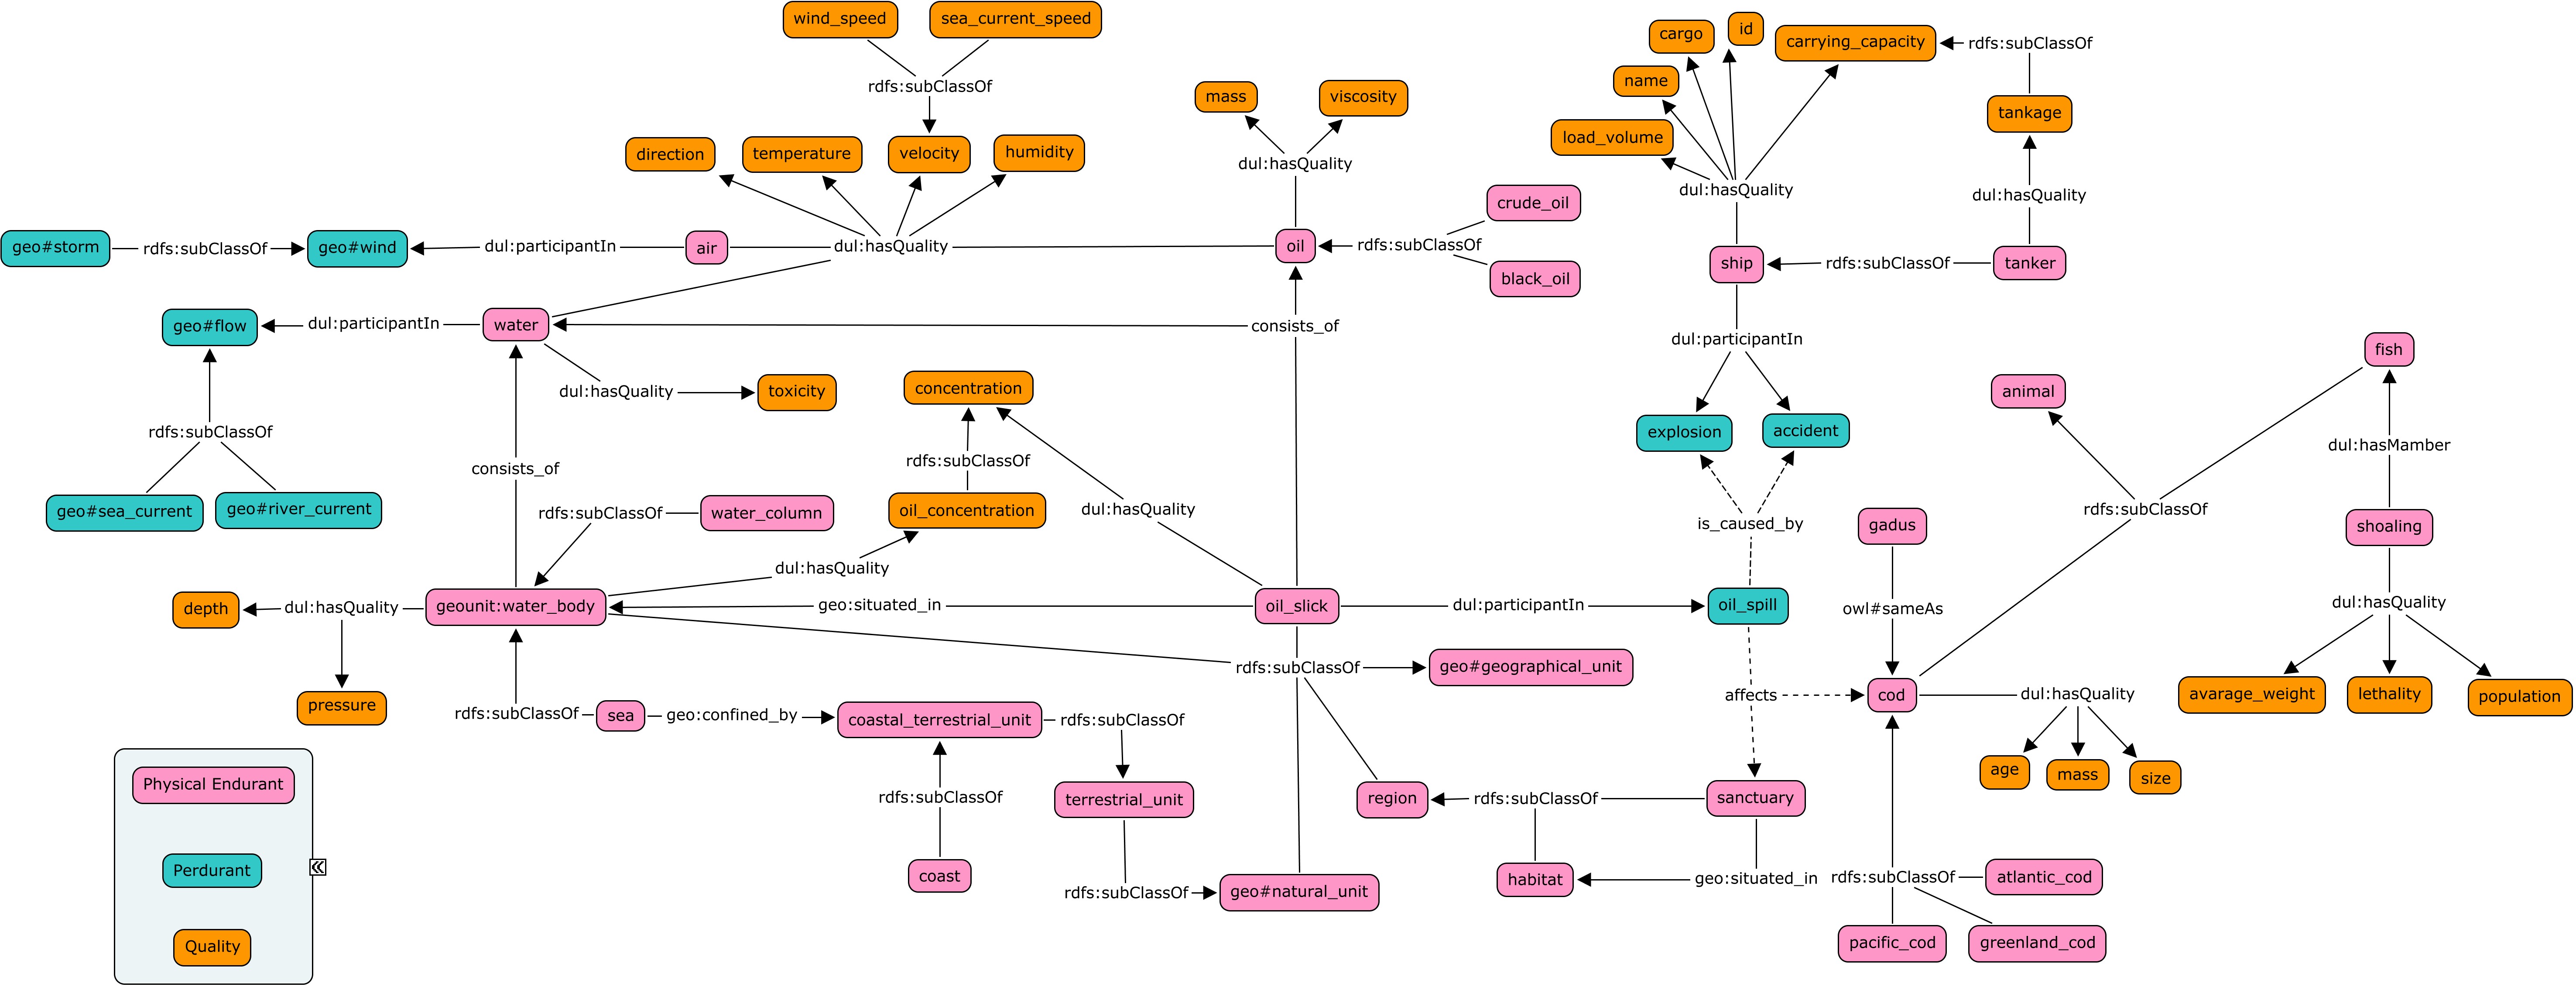 wind_speed
sea_current_speed
cargo
id
carrying_capacity
rdfs:subClassOf
rdfs:subClassOf
name
mass
viscosity
tankage
load_volume
direction
temperature
velocity
humidity
dul:hasQuality
dul:hasQuality
dul:hasQuality
crude_oil
geo#storm
rdfs:subClassOf
geo#wind
dul:participantIn
air
dul:hasQuality
oil
rdfs:subClassOf
black_oil
ship
rdfs:subClassOf
tanker
geo#flow
dul:participantIn
water
consists_of
dul:participantIn
fish
dul:hasQuality
toxicity
concentration
animal
explosion
accident
rdfs:subClassOf
dul:hasMamber
consists_of
rdfs:subClassOf
geo#sea_current
geo#river_current
rdfs:subClassOf
water_column
oil_concentration
dul:hasQuality
is_caused_by
gadus
rdfs:subClassOf
shoaling
dul:hasQuality
depth
dul:hasQuality
geounit:water_body
geo:situated_in
oil_slick
dul:participantIn
oil_spill
owl#sameAs
dul:hasQuality
rdfs:subClassOf
geo#geographical_unit
pressure
rdfs:subClassOf
sea
geo:confined_by
coastal_terrestrial_unit
rdfs:subClassOf
affects
cod
dul:hasQuality
avarage_weight
lethality
population
age
mass
size
Physical Endurant
rdfs:subClassOf
terrestrial_unit
region
rdfs:subClassOf
sanctuary
Perdurant
coast
rdfs:subClassOf
geo#natural_unit
habitat
geo:situated_in
rdfs:subClassOf
atlantic_cod
Quality
pacific_cod
greenland_cod